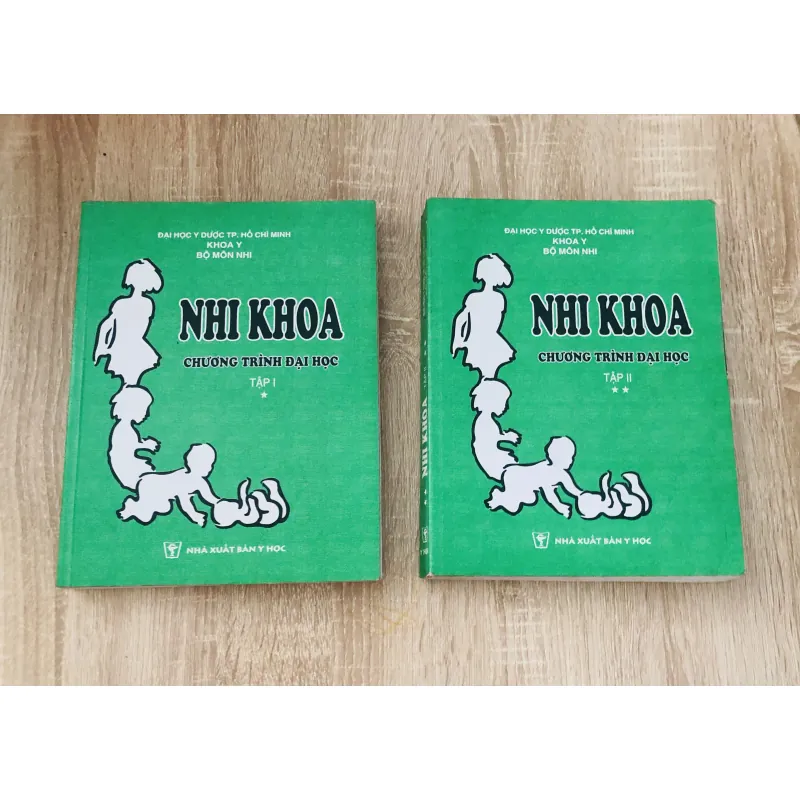 ĐẠI HỌC Y DƯỢC TP. HỒ CHÍ MINH
KHOA Y
BỘ MÔN NHI
NHI KHOA
CHƯƠNG TRÌNH ĐẠI HỌC
TẬP I
NHÀ XUẤT BẢN Y HỌC
ĐẠI HỌC Y DƯỢC TP. HỒ CHÍ MINH
KHOA Y
BỘ MÔN NHI
NHI KHOA
CHƯƠNG TRÌNH ĐẠI HỌC
TẬP II
NHÀ XUẤT BẢN Y HỌC
NHI KHOA